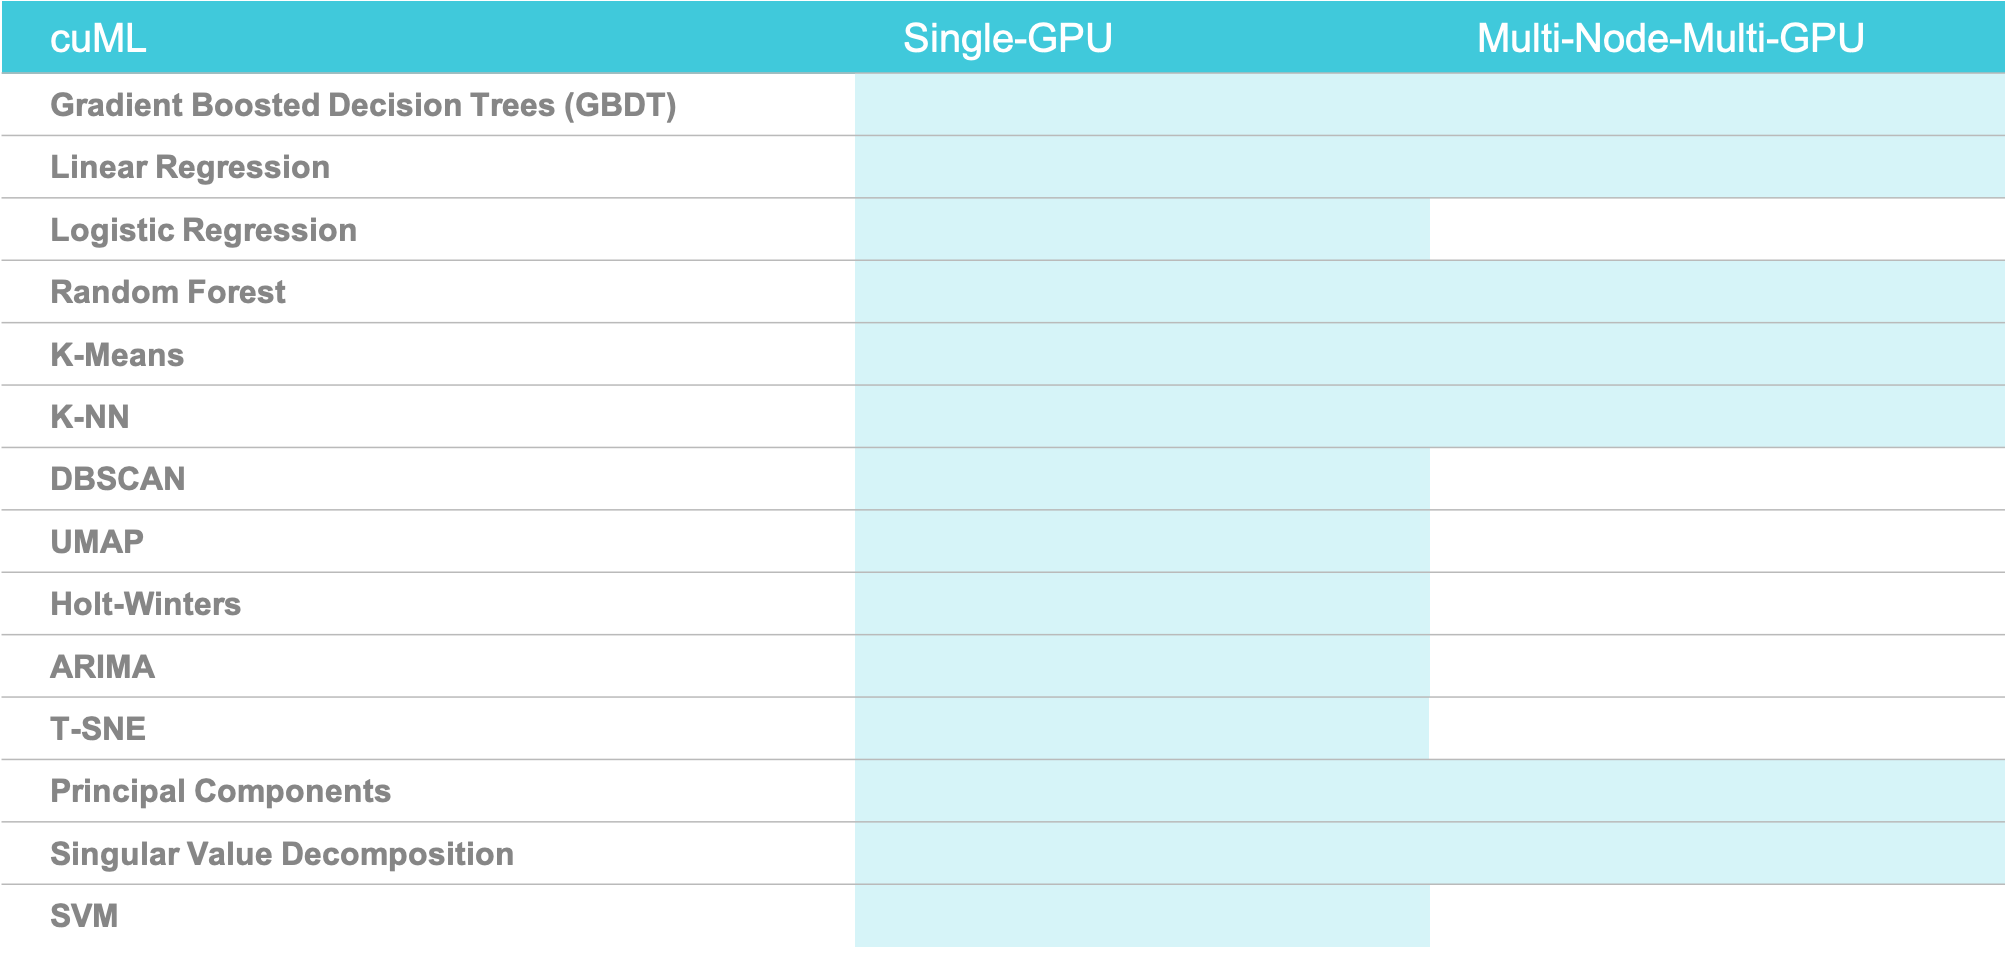 cuML Single-GPU Multi-Node-Multi-GPU
Gradient Boosted Decision Trees (GBDT)
Linear Regression
Logistic Regression
Random Forest
K-Means
K-NN
DBSCAN
UMAP
Holt-Winters
ARIMA
T-SNE
Principal Components
Singular Value Decomposition
SVM